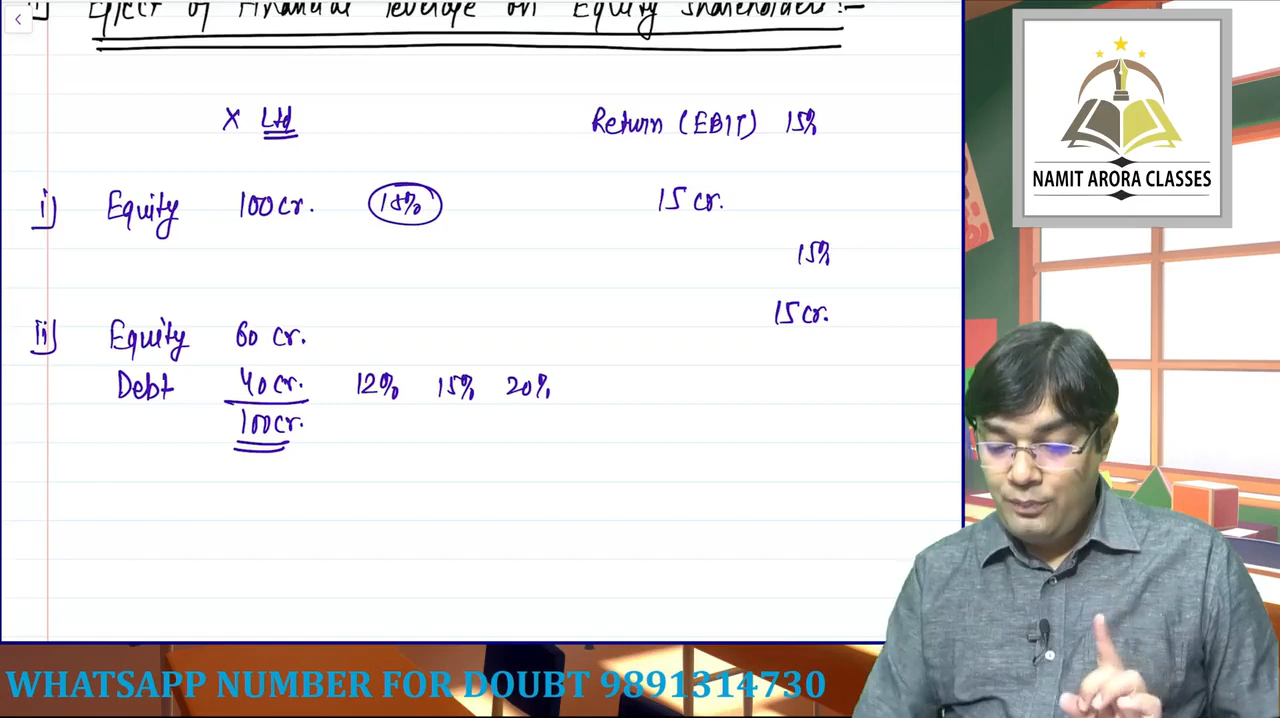 Effect of Financial leverage on Equity shareholders:-
X Ltd
Return (EBIT) 15%
i) Equity 100cr. 15% 15 cr.
15%
15cr.
ii) Equity 60 cr.
Debt 40cr. 12% 15% 20%
100cr.
NAMIT ARORA CLASSES
WHATSAPP NUMBER FOR DOUBT 9891314730